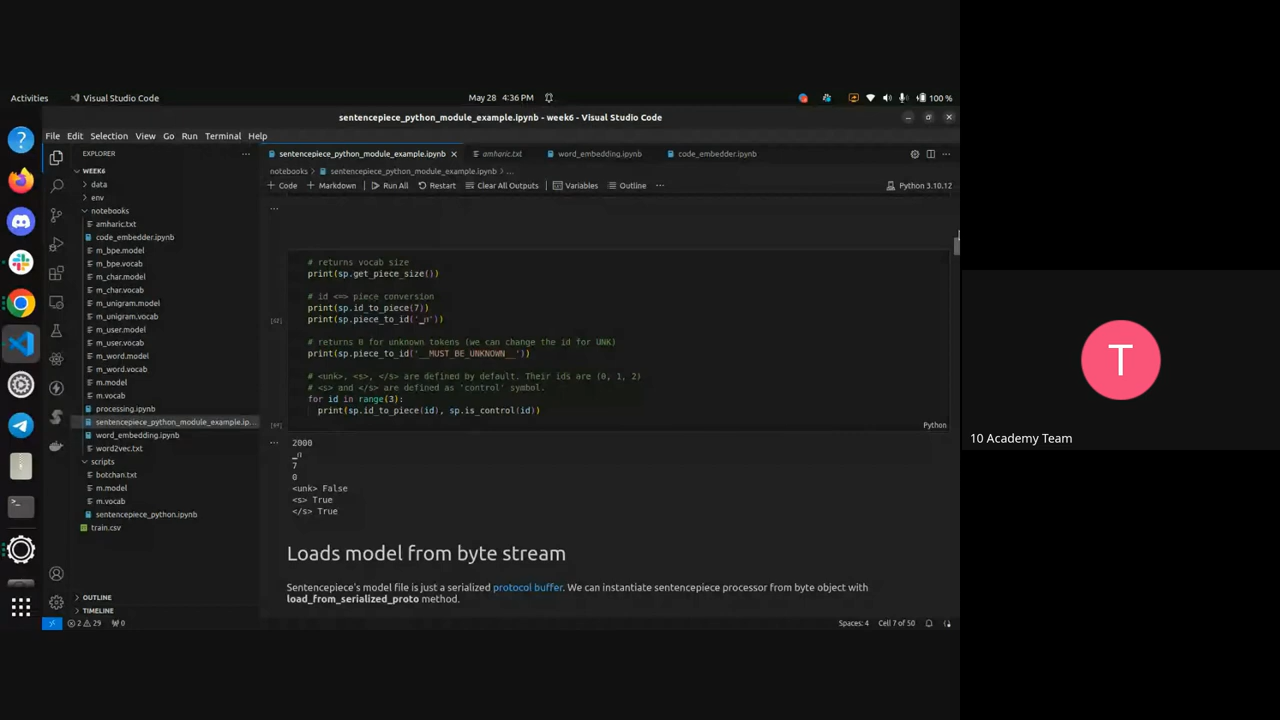 Activities
Visual Studio Code
May 28 4:36 PM
100 %
sentencepiece_python_module_example.ipynb - week6 - Visual Studio Code
File Edit Selection View Go Run Terminal Help
EXPLORER
WEEK6
data
env
notebooks
amharic.txt
code_embedder.ipynb
m_bpe.model
m_bpe.vocab
m_char.model
m_char.vocab
m_unigram.model
m_unigram.vocab
m_user.model
m_user.vocab
m_word.model
m_word.vocab
m.model
m.vocab
processing.ipynb
sentencepiece_python_module_example.ip...
word_embedding.ipynb
word2vec.txt
scripts
botchan.txt
m.model
m.vocab
sentencepiece_python.ipynb
train.csv
OUTLINE
TIMELINE
sentencepiece_python_module_example.ipynb
amharic.txt
word_embedding.ipynb
code_embedder.ipynb
notebooks > sentencepiece_python_module_example.ipynb > ...
+ Code + Markdown Run All Restart Clear All Outputs Variables Outline ...
Python 3.10.12
# returns vocab size
print(sp.get_piece_size())
# id <=> piece conversion
print(sp.id_to_piece(7))
print(sp.piece_to_id('_በ'))
# returns 0 for unknown tokens (we can change the id for UNK)
print(sp.piece_to_id('__MUST_BE_UNKNOWN__'))
# <unk>, <s>, </s> are defined by default. Their ids are (0, 1, 2)
# <s> and </s> are defined as 'control' symbol.
for id in range(3):
print(sp.id_to_piece(id), sp.is_control(id))
Python
2000
_በ
7
0
<unk> False
<s> True
</s> True
Loads model from byte stream
Sentencepiece's model file is just a serialized protocol buffer. We can instantiate sentencepiece processor from byte object with
load_from_serialized_proto method.
2 29 0
Spaces: 4 Cell 7 of 50
T
10 Academy Team